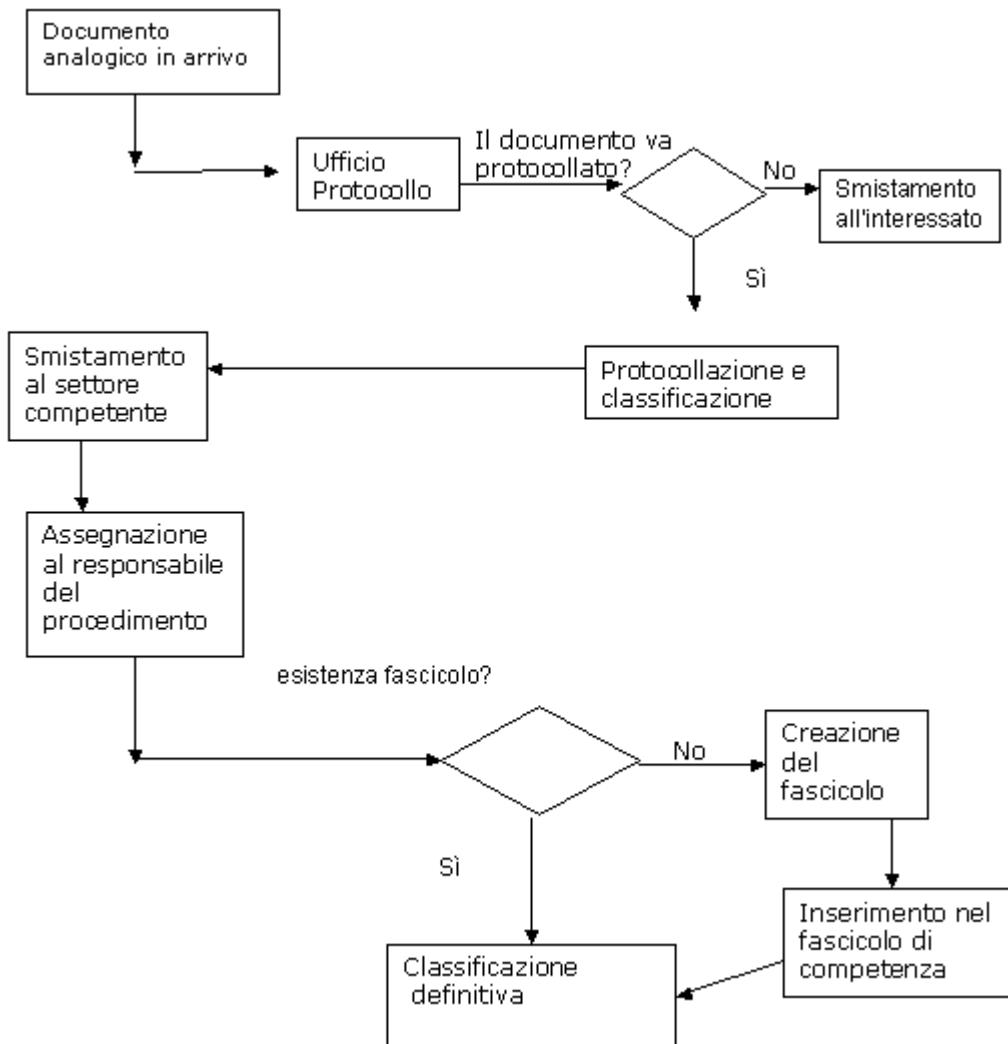 Documento
analogico in arrivo
Ufficio
Protocollo
Il documento va
protocollato?
No
Smistamento
all'interessato
Sì
Protocollazione e
classificazione
Smistamento
al settore
competente
Assegnazione
al responsabile
del
procedimento
esistenza fascicolo?
No
Creazione
del
fascicolo
Sì
Inserimento nel
fascicolo di
competenza
Classificazione
definitiva